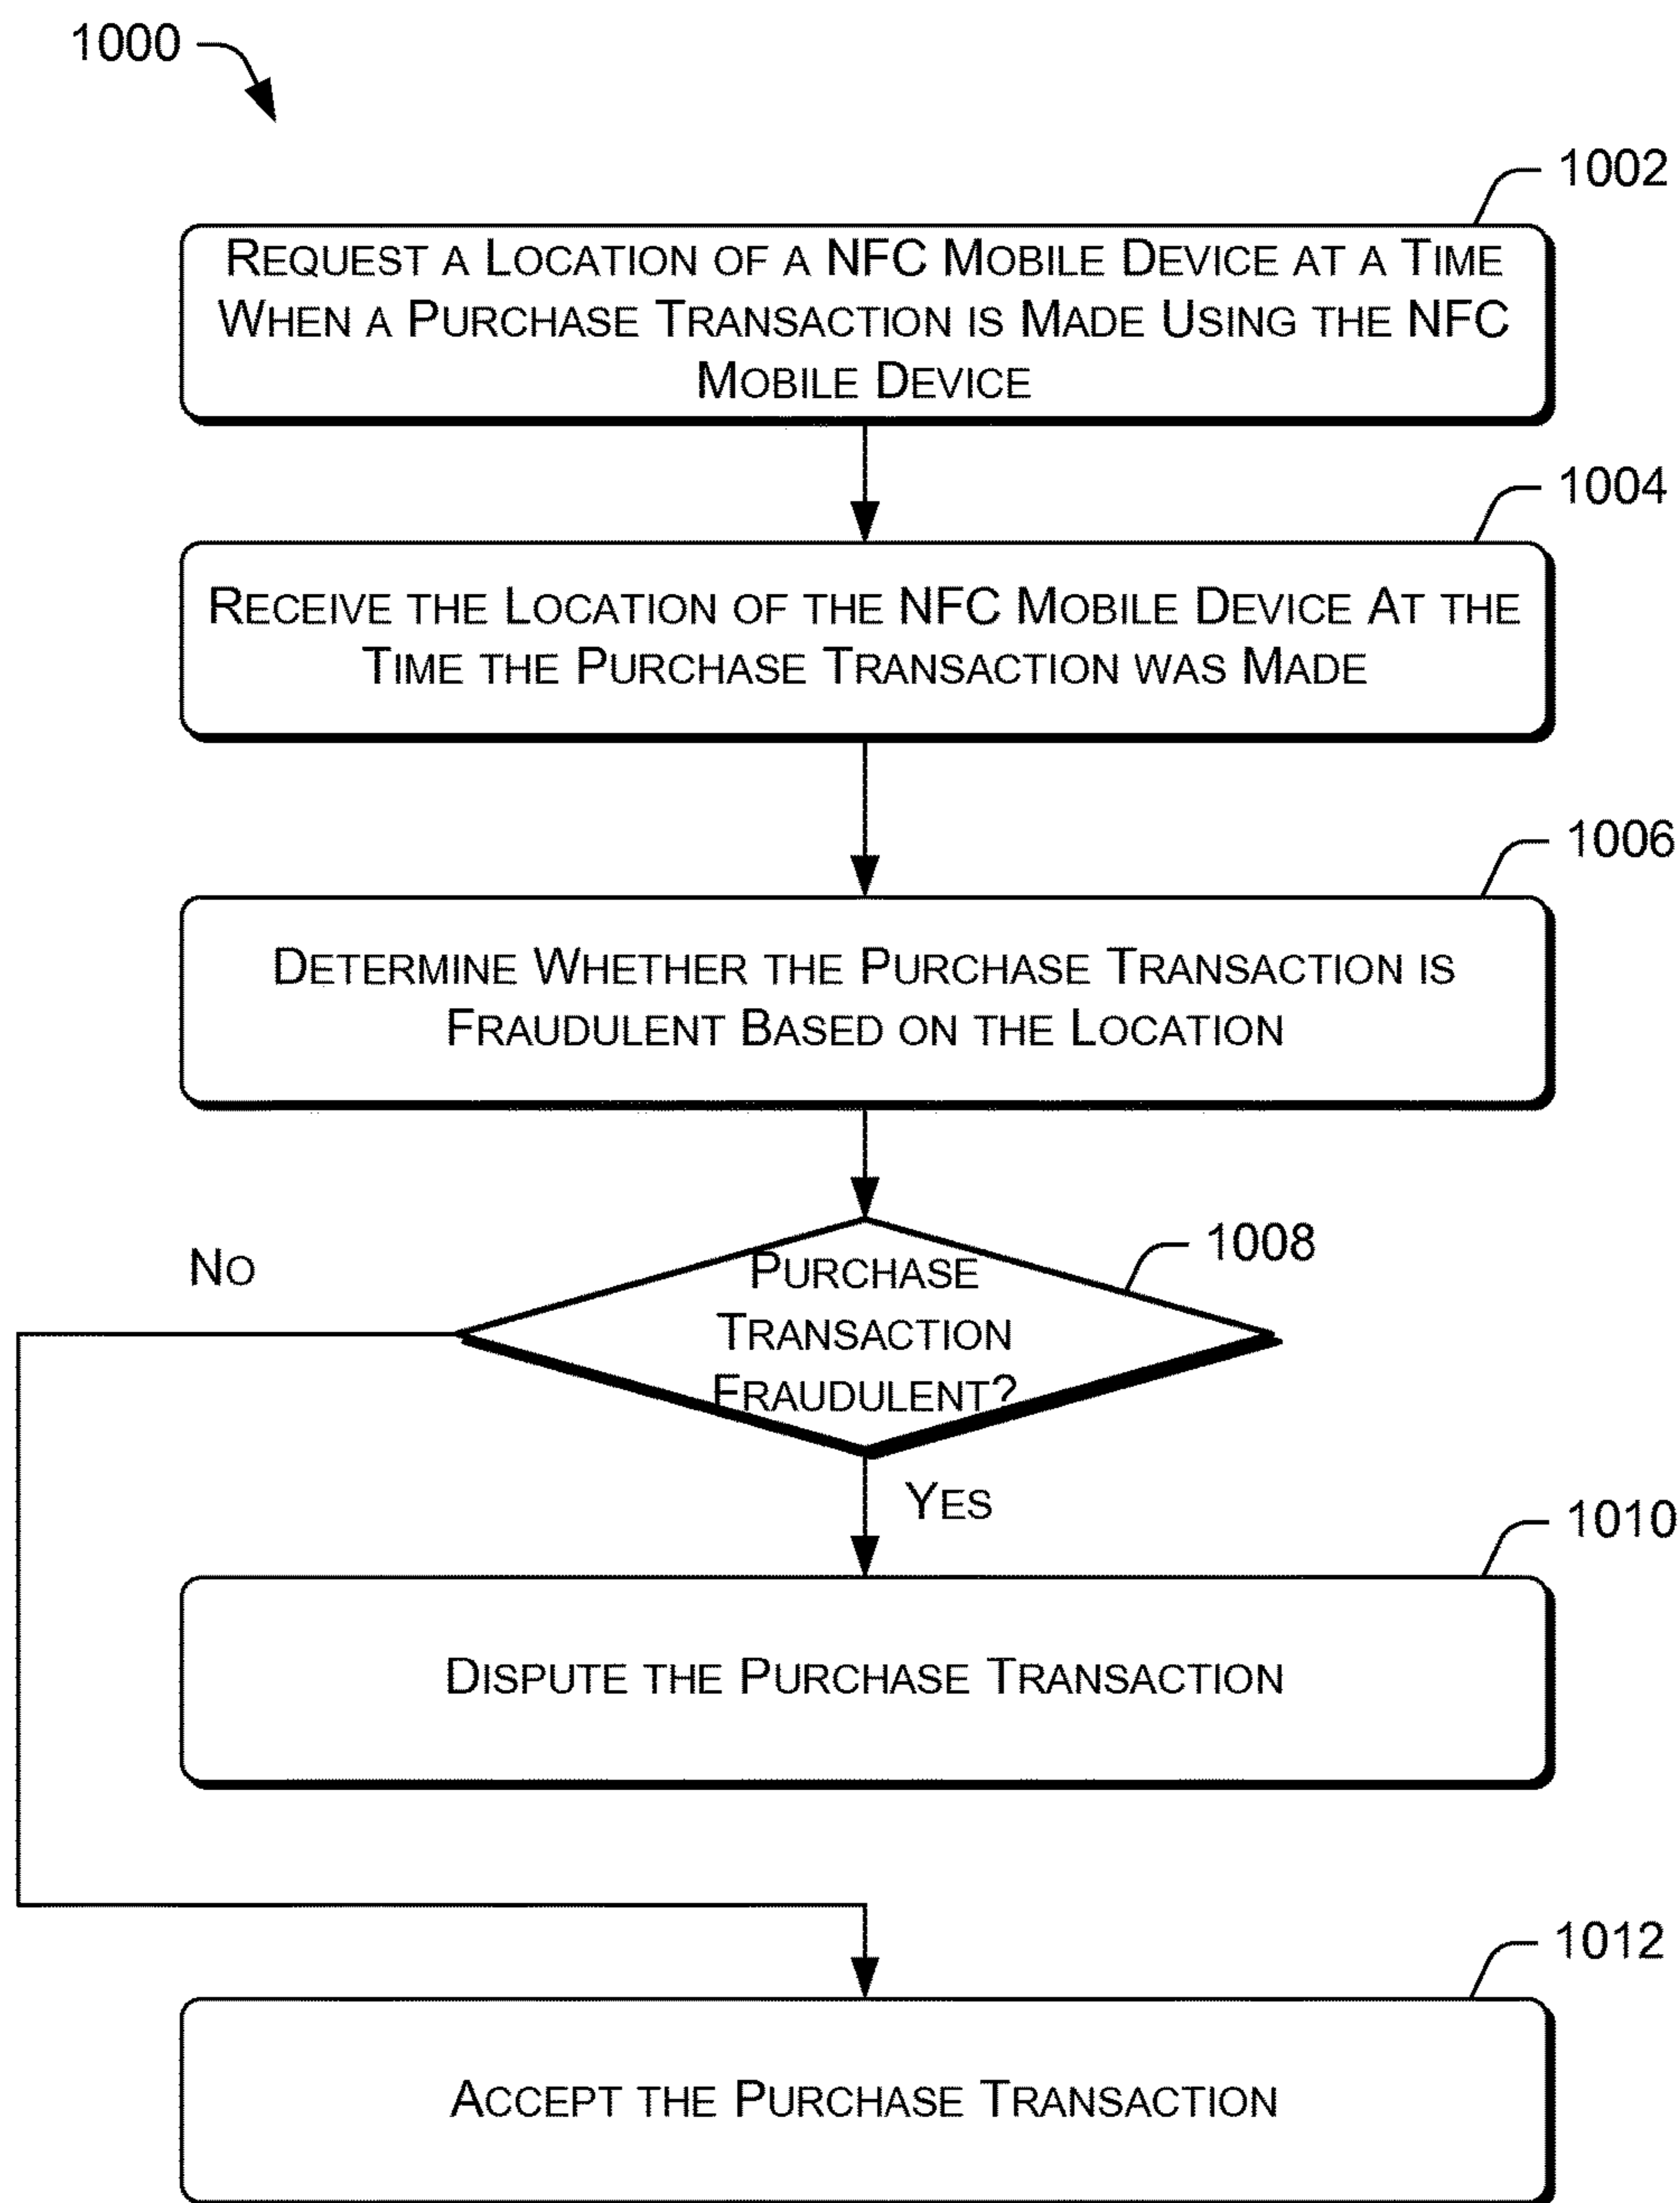 1000
1002
REQUEST A LOCATION OF A NFC MOBILE DEVICE AT A TIME
WHEN A PURCHASE TRANSACTION IS MADE USING THE NFC
MOBILE DEVICE
1004
RECEIVE THE LOCATION OF THE NFC MOBILE DEVICE AT THE
TIME THE PURCHASE TRANSACTION WAS MADE
1006
DETERMINE WHETHER THE PURCHASE TRANSACTION IS
FRAUDULENT BASED ON THE LOCATION
1008
NO
PURCHASE
TRANSACTION
FRAUDULENT?
YES
1010
DISPUTE THE PURCHASE TRANSACTION
1012
ACCEPT THE PURCHASE TRANSACTION